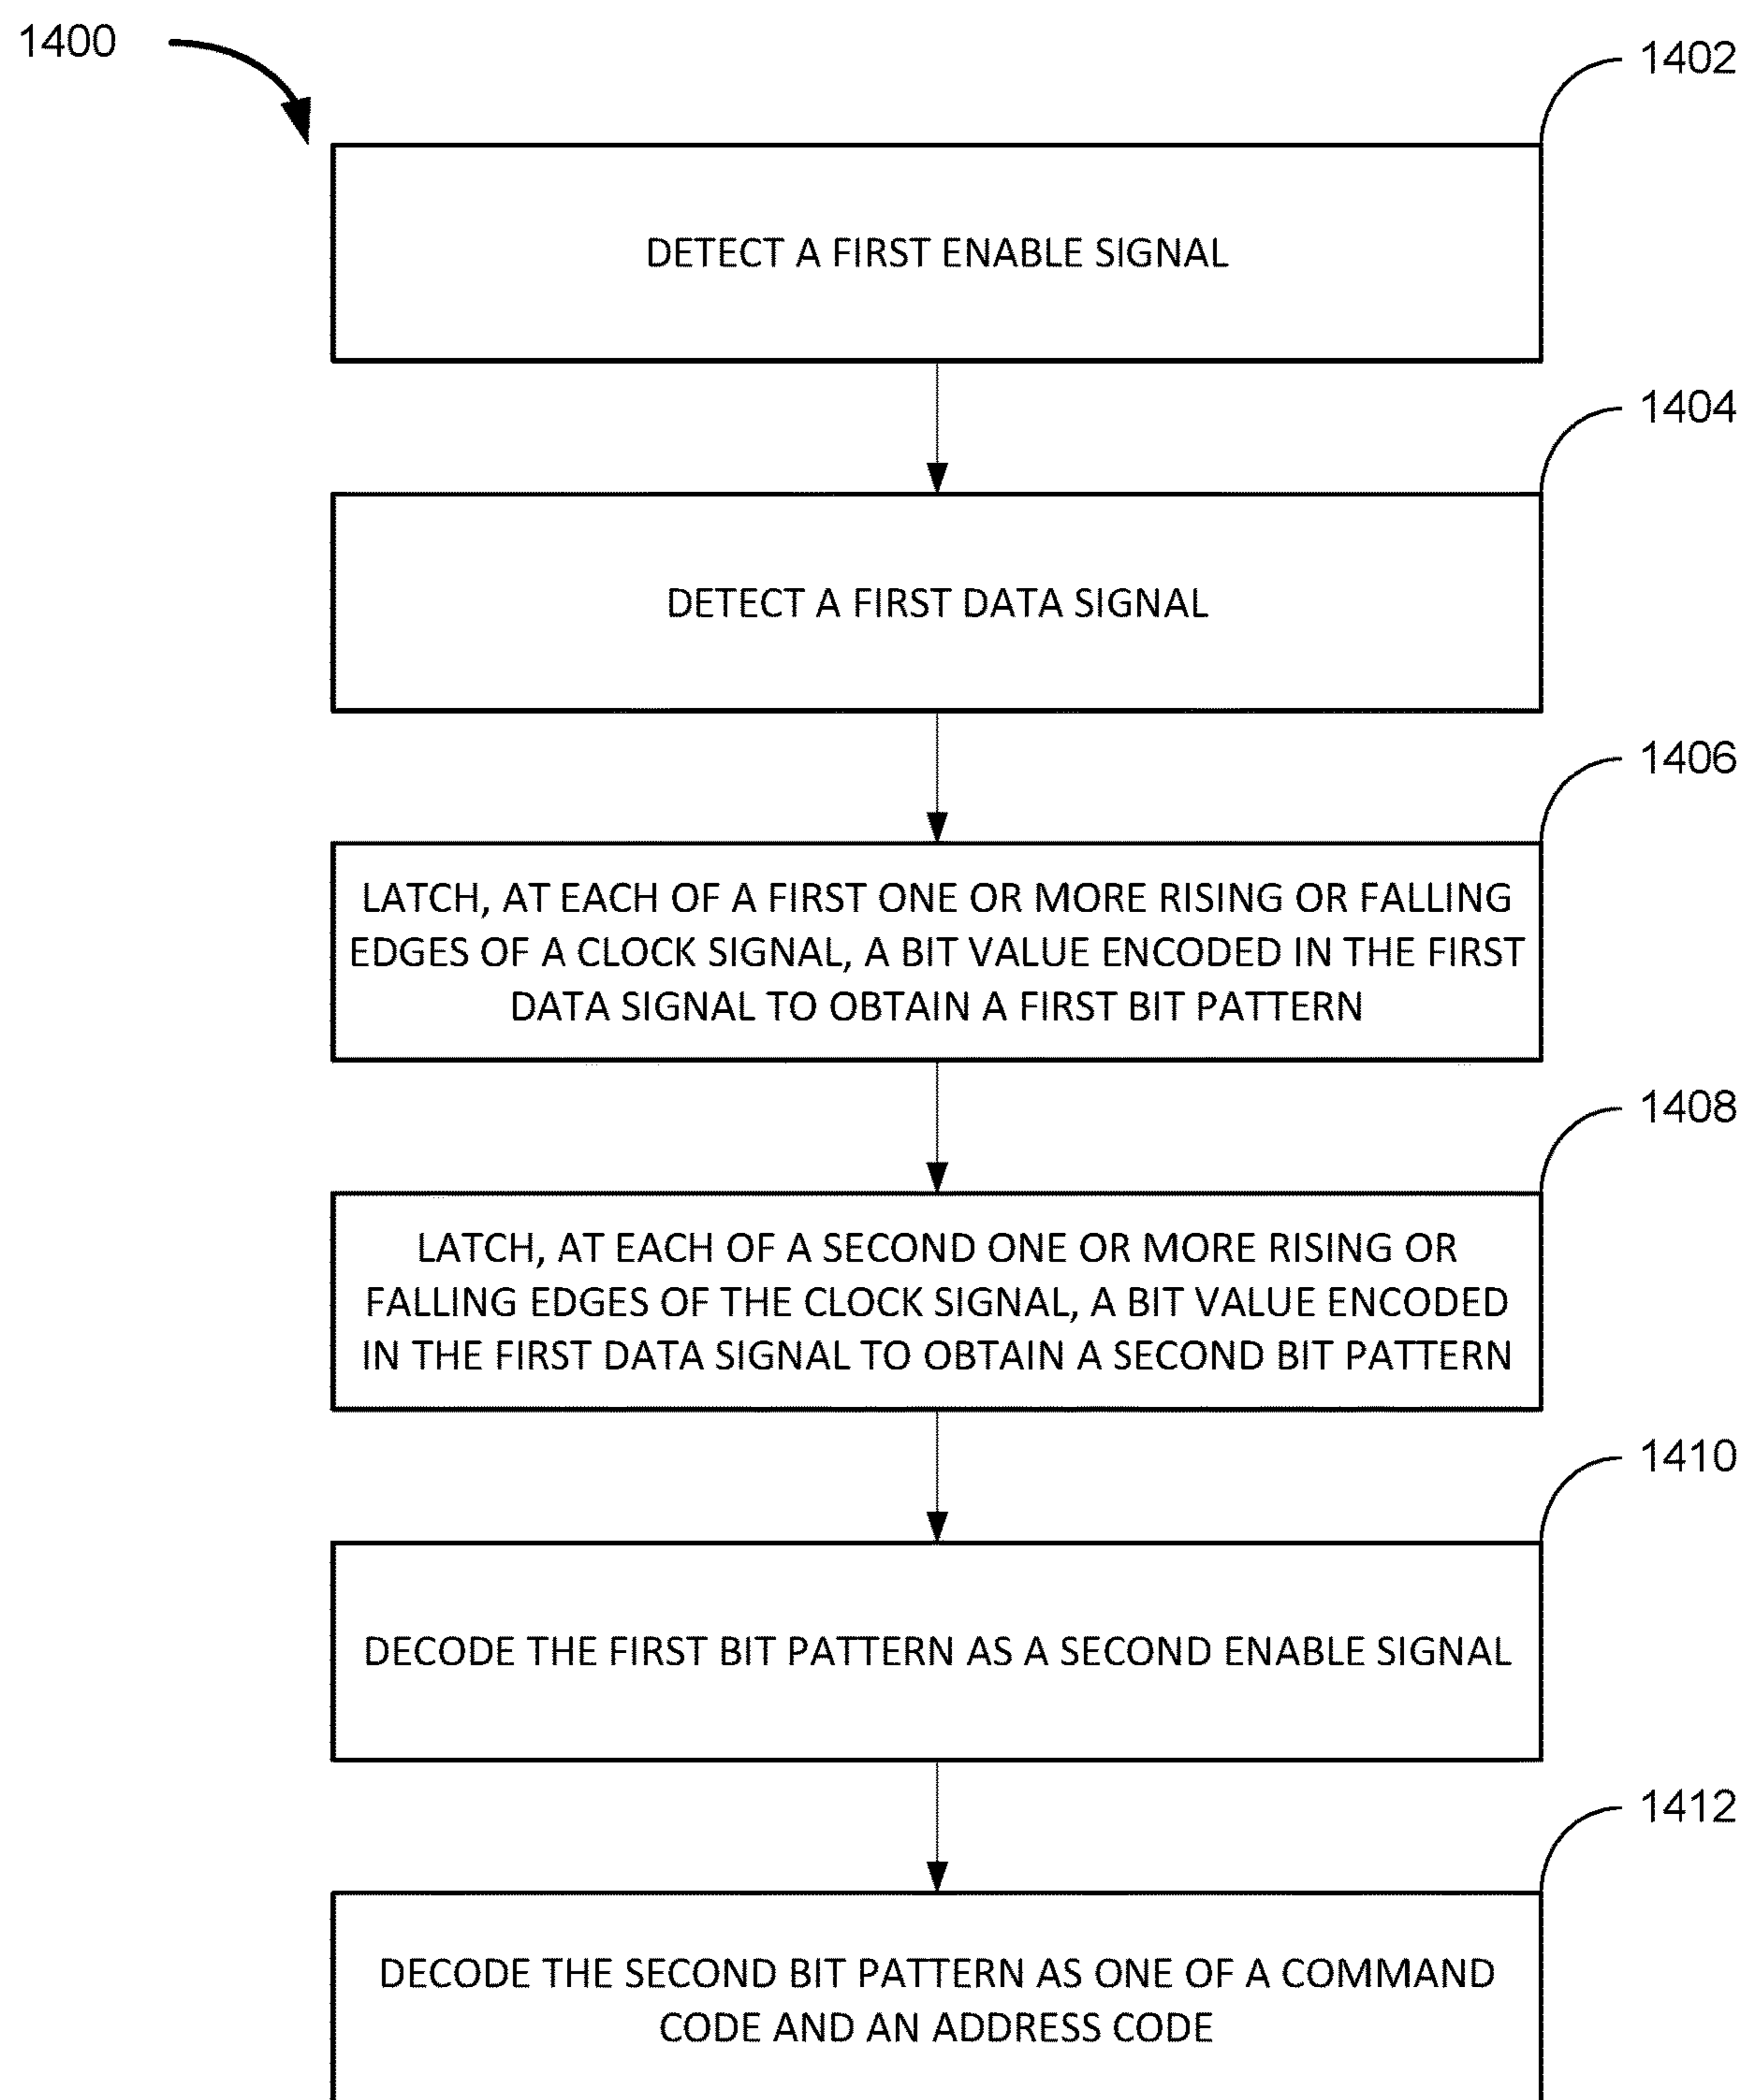 1400
1402
DETECT A FIRST ENABLE SIGNAL
1404
DETECT A FIRST DATA SIGNAL
1406
LATCH, AT EACH OF A FIRST ONE OR MORE RISING OR FALLING
EDGES OF A CLOCK SIGNAL, A BIT VALUE ENCODED IN THE FIRST
DATA SIGNAL TO OBTAIN A FIRST BIT PATTERN
1408
LATCH, AT EACH OF A SECOND ONE OR MORE RISING OR
FALLING EDGES OF THE CLOCK SIGNAL, A BIT VALUE ENCODED
IN THE FIRST DATA SIGNAL TO OBTAIN A SECOND BIT PATTERN
1410
DECODE THE FIRST BIT PATTERN AS A SECOND ENABLE SIGNAL
1412
DECODE THE SECOND BIT PATTERN AS ONE OF A COMMAND
CODE AND AN ADDRESS CODE